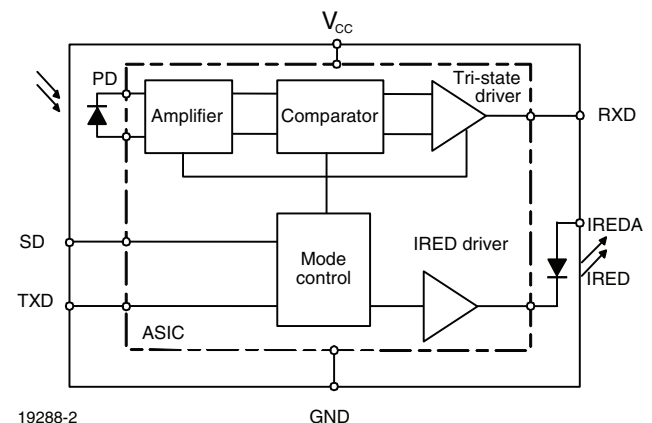 VCC
PD
Tri-state
driver
Amplifier
Comparator
RXD
IREDA
SD
Mode
control
IRED driver
IRED
TXD
ASIC
19288-2
GND